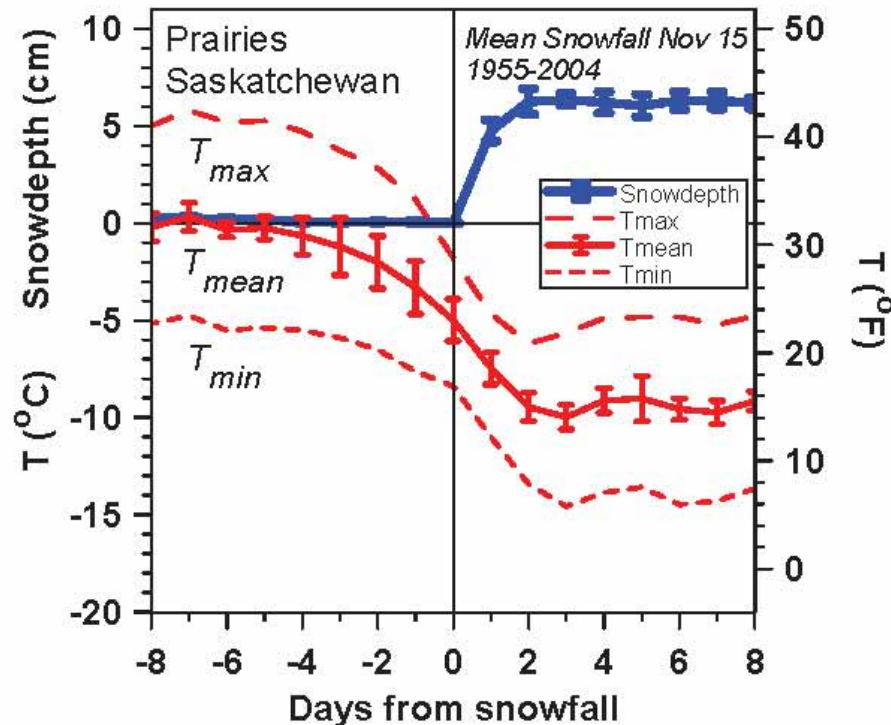 Prairies
Saskatchewan
Mean Snowfall Nov 15
1955-2004
Snowdepth (cm)
T (°C)
T (°F)
10
5
0
-5
-10
-15
-20
50
40
30
20
10
0
Tmax
Tmean
Tmin
Snowdepth
Tmax
Tmean
Tmin
-8
-6
-4
-2
0
2
4
6
8
Days from snowfall